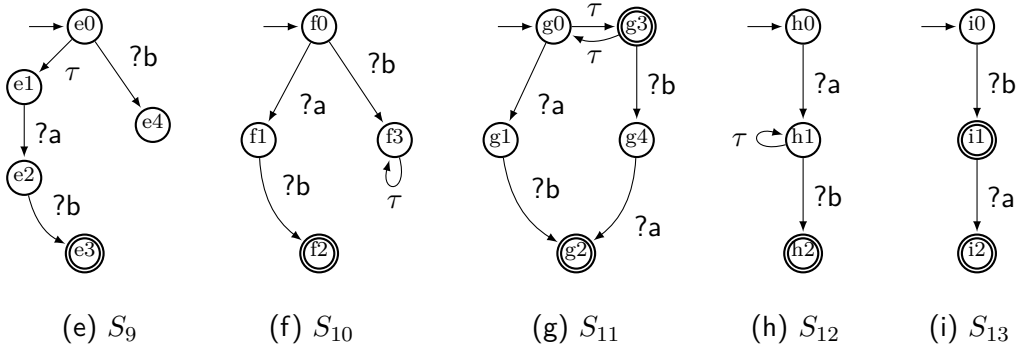 e0 f0 g0 τ g3 h0 i0
τ ?b ?b τ ?b
e1 ?a ?a ?b ?a
?a e4 f1 f3 g1 g4 τ h1 i1
e2 ?b τ ?b ?b ?a
?b ?a
e3 f2 g2 h2 i2
(e) S₉ (f) S₁₀ (g) S₁₁ (h) S₁₂ (i) S₁₃